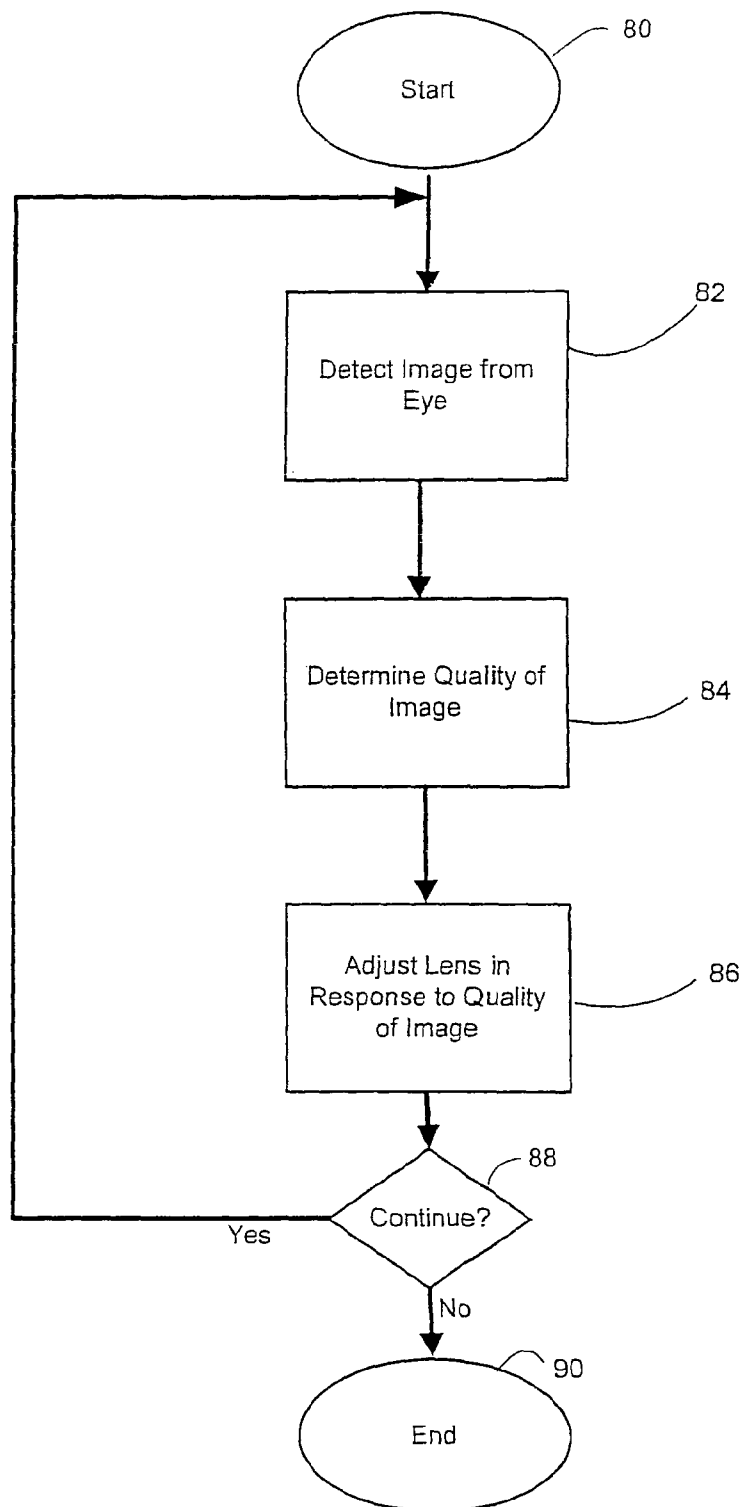 80
Start
82
Detect Image from
Eye
Determine Quality of
Image
84
Adjust Lens in
Response to Quality
of Image
86
88
Continue?
Yes
No
90
End